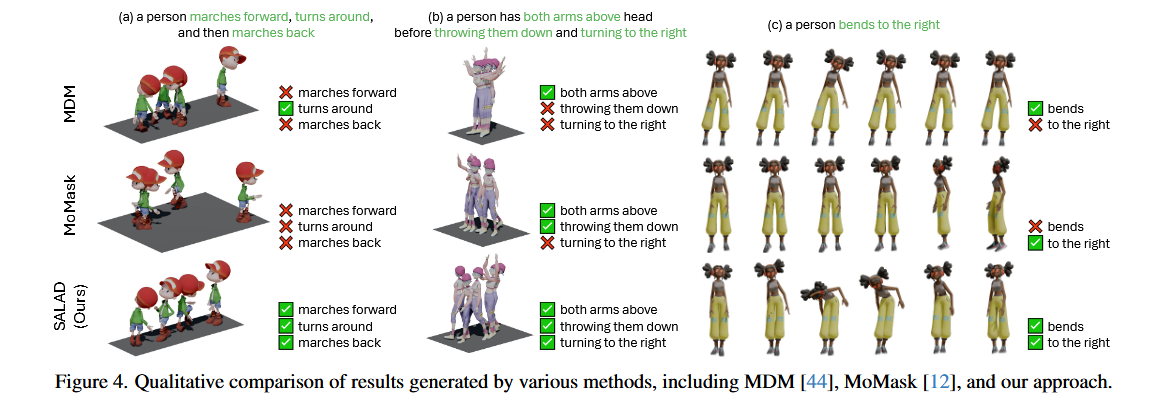 (a) a person marches forward, turns around,
and then marches back
(b) a person has both arms above head
before throwing them down and turning to the right
(c) a person bends to the right
MDM
marches forward
turns around
marches back
both arms above
throwing them down
turning to the right
bends
to the right
MoMask
marches forward
turns around
marches back
both arms above
throwing them down
turning to the right
bends
to the right
SALAD
(Ours)
marches forward
turns around
marches back
both arms above
throwing them down
turning to the right
bends
to the right
Figure 4. Qualitative comparison of results generated by various methods, including MDM [44], MoMask [12], and our approach.